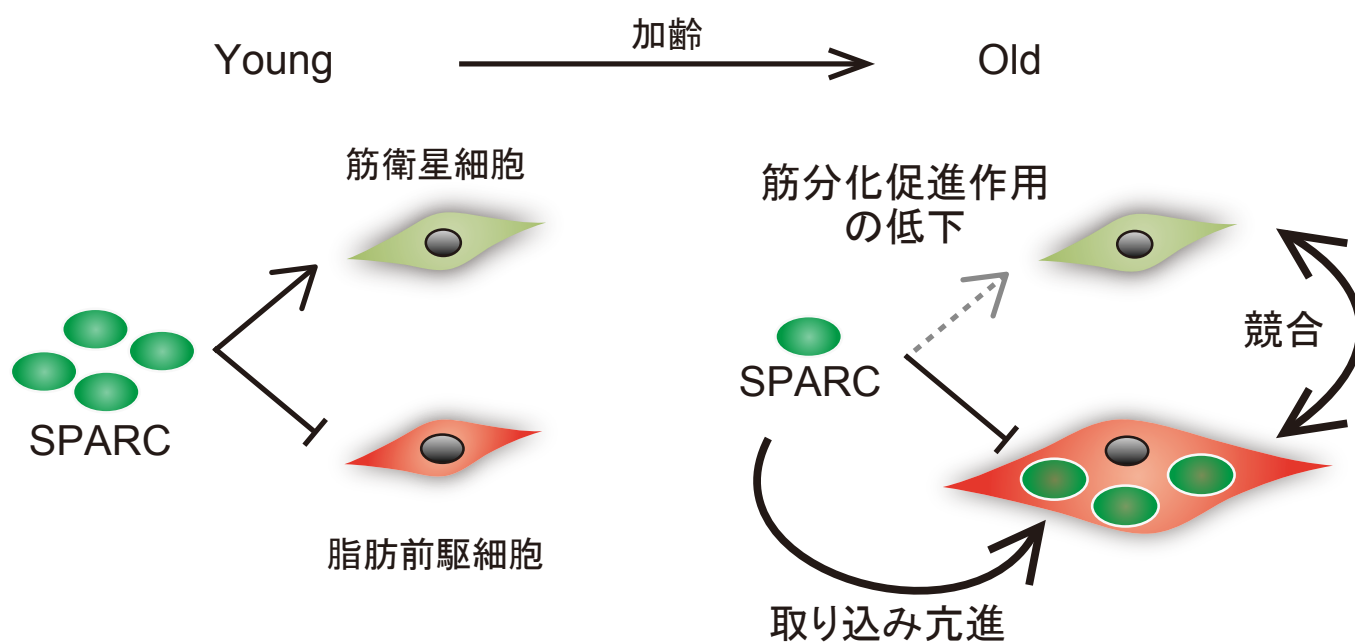 加齢
Young
Old
筋衛星細胞
SPARC
脂肪前駆細胞
筋分化促進作用
の低下
SPARC
競合
取り込み亢進